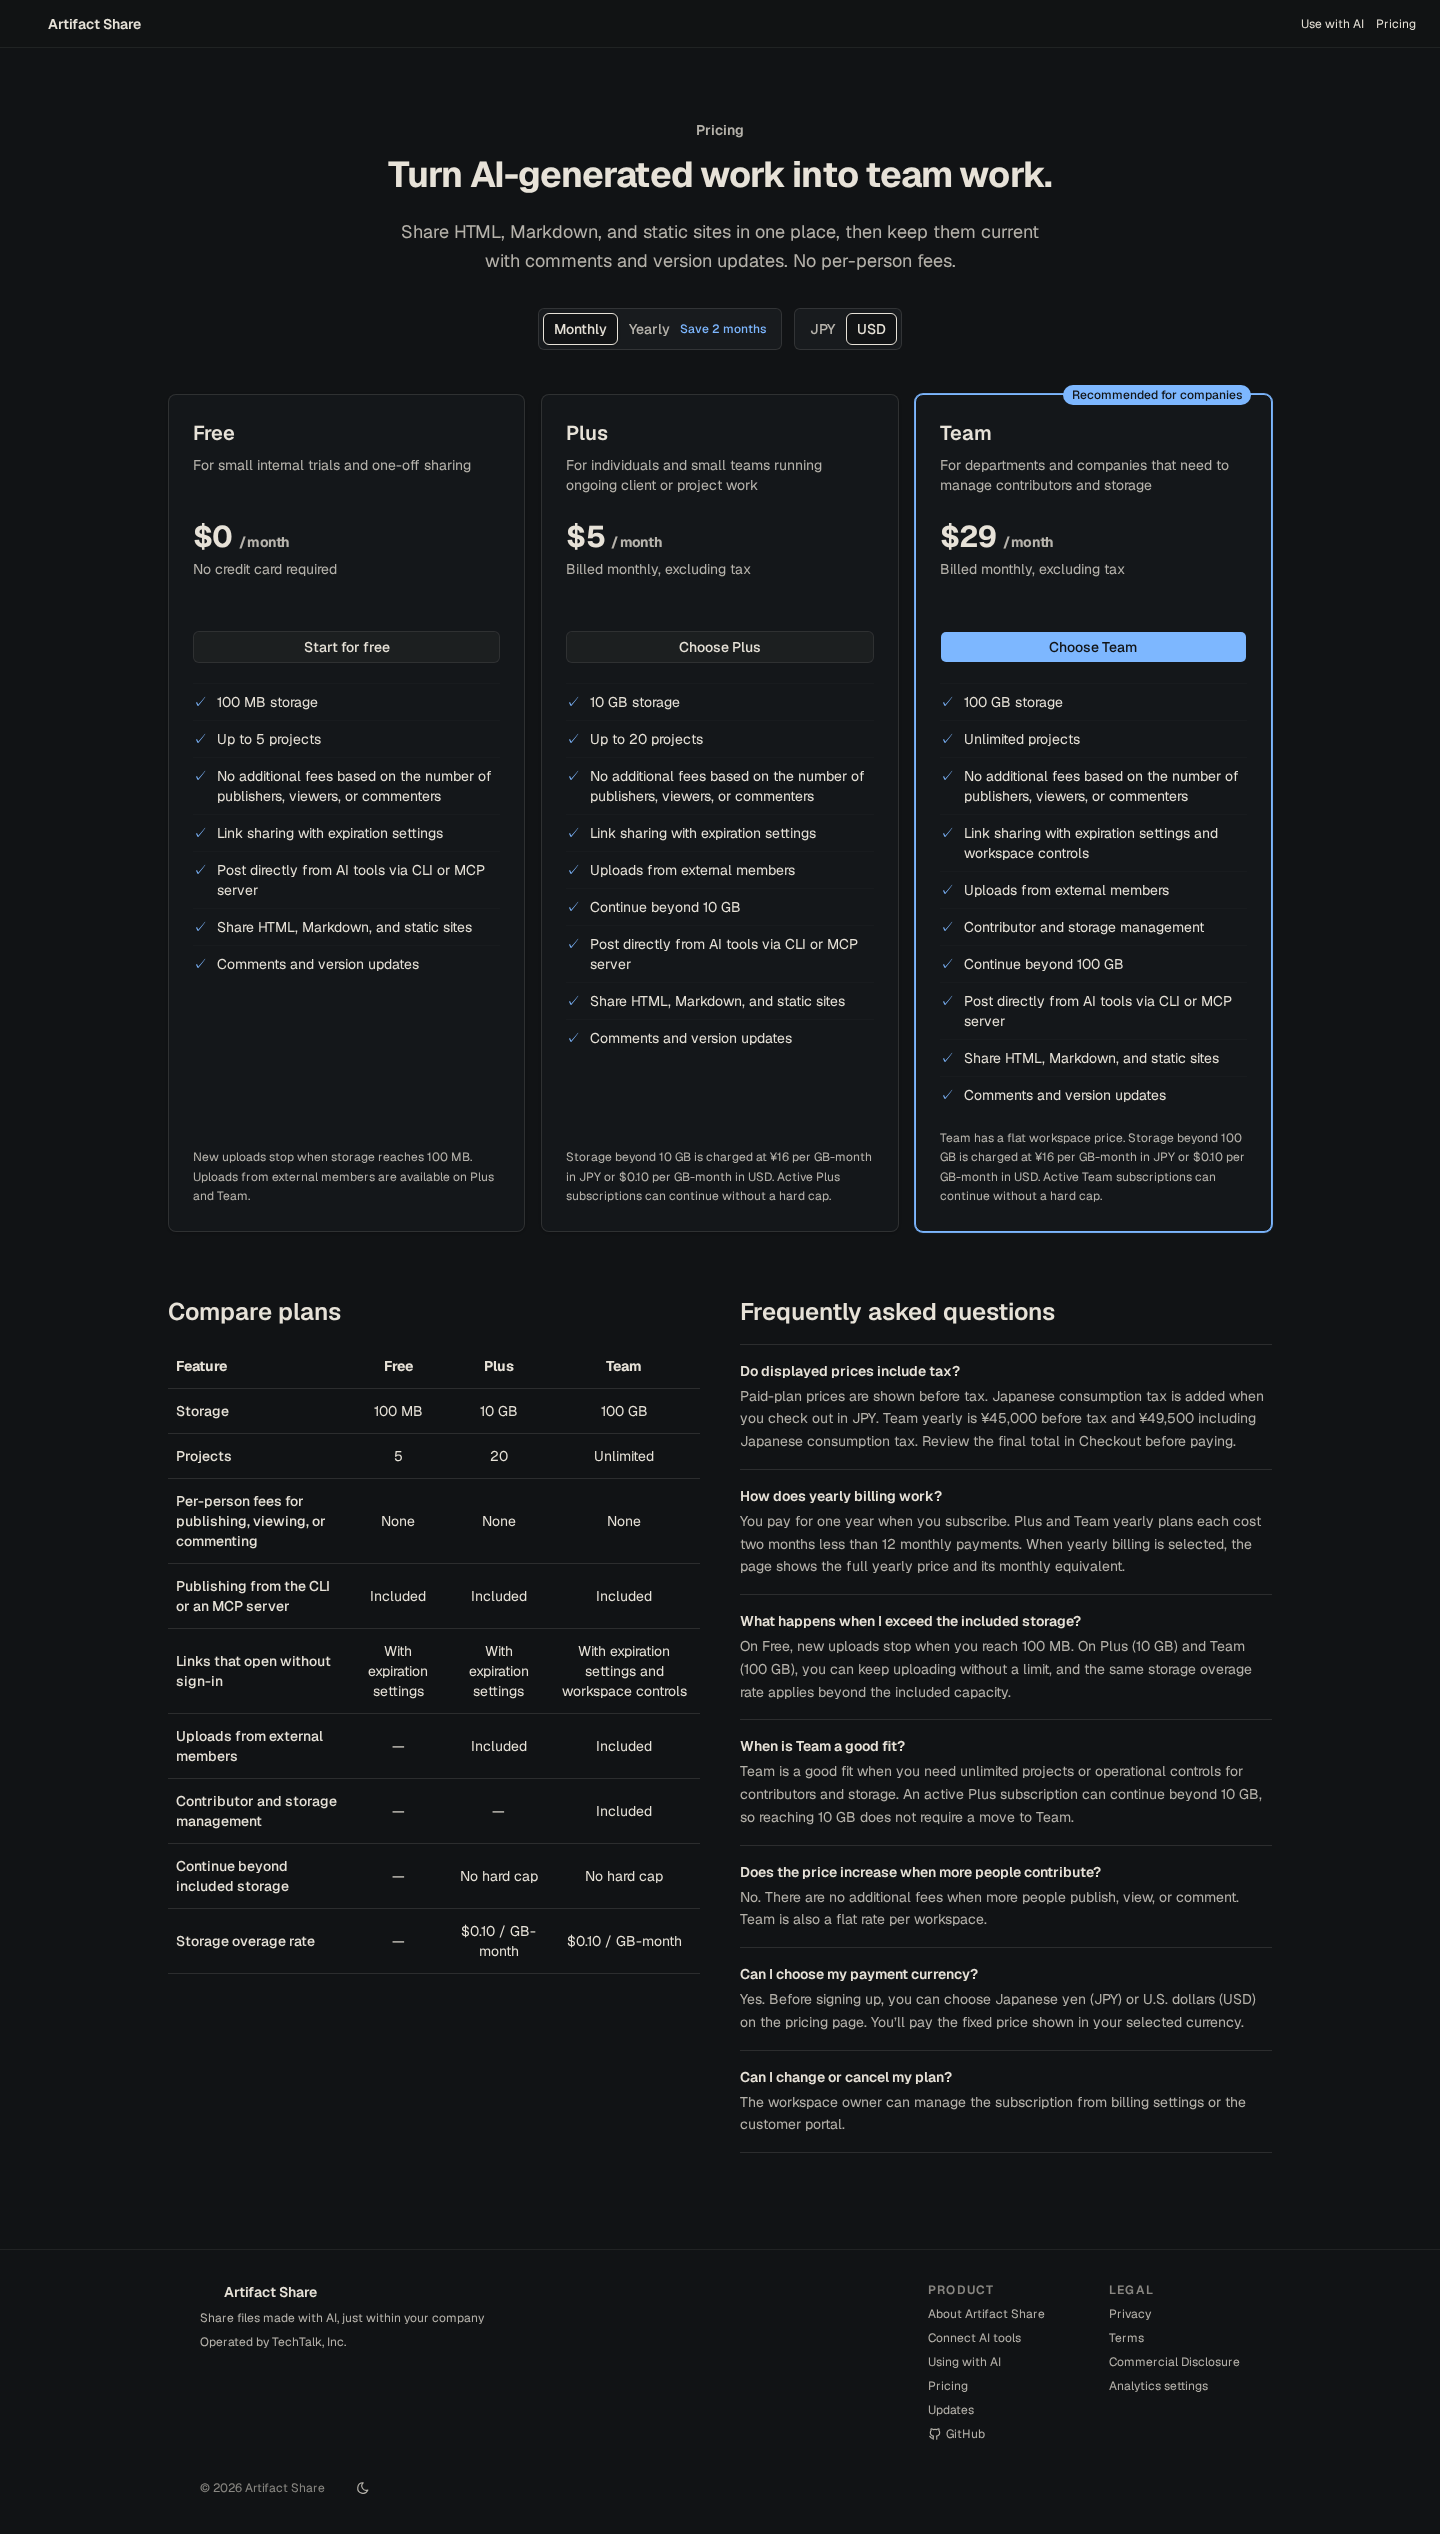 Artifact Share
Use with AI
Pricing
Pricing
Turn AI-generated work into team work.
Share HTML, Markdown, and static sites in one place, then keep them current
with comments and version updates. No per-person fees.
Monthly
Yearly
Save 2 months
JPY
USD
Free
For small internal trials and one-off sharing
$0 /month
No credit card required
Start for free
✓ 100 MB storage
✓ Up to 5 projects
✓ No additional fees based on the number of
publishers, viewers, or commenters
✓ Link sharing with expiration settings
✓ Post directly from AI tools via CLI or MCP
server
✓ Share HTML, Markdown, and static sites
✓ Comments and version updates
New uploads stop when storage reaches 100 MB.
Uploads from external members are available on Plus
and Team.
Plus
For individuals and small teams running
ongoing client or project work
$5 /month
Billed monthly, excluding tax
Choose Plus
✓ 10 GB storage
✓ Up to 20 projects
✓ No additional fees based on the number of
publishers, viewers, or commenters
✓ Link sharing with expiration settings
✓ Uploads from external members
✓ Continue beyond 10 GB
✓ Post directly from AI tools via CLI or MCP
server
✓ Share HTML, Markdown, and static sites
✓ Comments and version updates
Storage beyond 10 GB is charged at ¥16 per GB-month
in JPY or $0.10 per GB-month in USD. Active Plus
subscriptions can continue without a hard cap.
Recommended for companies
Team
For departments and companies that need to
manage contributors and storage
$29 /month
Billed monthly, excluding tax
Choose Team
✓ 100 GB storage
✓ Unlimited projects
✓ No additional fees based on the number of
publishers, viewers, or commenters
✓ Link sharing with expiration settings and
workspace controls
✓ Uploads from external members
✓ Contributor and storage management
✓ Continue beyond 100 GB
✓ Post directly from AI tools via CLI or MCP
server
✓ Share HTML, Markdown, and static sites
✓ Comments and version updates
Team has a flat workspace price. Storage beyond 100
GB is charged at ¥16 per GB-month in JPY or $0.10 per
GB-month in USD. Active Team subscriptions can
continue without a hard cap.
Compare plans
Feature Free Plus Team
Storage 100 MB 10 GB 100 GB
Projects 5 20 Unlimited
Per-person fees for
publishing, viewing, or
commenting
None None None
Publishing from the CLI
or an MCP server
Included Included Included
Links that open without
sign-in
With
expiration
settings
With
expiration
settings
With expiration
settings and
workspace controls
Uploads from external
members
— Included Included
Contributor and storage
management
— — Included
Continue beyond
included storage
— No hard cap No hard cap
Storage overage rate
—
$0.10 / GB-
month
$0.10 / GB-month
Frequently asked questions
Do displayed prices include tax?
Paid-plan prices are shown before tax. Japanese consumption tax is added when
you check out in JPY. Team yearly is ¥45,000 before tax and ¥49,500 including
Japanese consumption tax. Review the final total in Checkout before paying.
How does yearly billing work?
You pay for one year when you subscribe. Plus and Team yearly plans each cost
two months less than 12 monthly payments. When yearly billing is selected, the
page shows the full yearly price and its monthly equivalent.
What happens when I exceed the included storage?
On Free, new uploads stop when you reach 100 MB. On Plus (10 GB) and Team
(100 GB), you can keep uploading without a limit, and the same storage overage
rate applies beyond the included capacity.
When is Team a good fit?
Team is a good fit when you need unlimited projects or operational controls for
contributors and storage. An active Plus subscription can continue beyond 10 GB,
so reaching 10 GB does not require a move to Team.
Does the price increase when more people contribute?
No. There are no additional fees when more people publish, view, or comment.
Team is also a flat rate per workspace.
Can I choose my payment currency?
Yes. Before signing up, you can choose Japanese yen (JPY) or U.S. dollars (USD)
on the pricing page. You'll pay the fixed price shown in your selected currency.
Can I change or cancel my plan?
The workspace owner can manage the subscription from billing settings or the
customer portal.
Artifact Share
Share files made with AI, just within your company
Operated by TechTalk, Inc.
PRODUCT
About Artifact Share
Connect AI tools
Using with AI
Pricing
Updates
GitHub
LEGAL
Privacy
Terms
Commercial Disclosure
Analytics settings
© 2026 Artifact Share